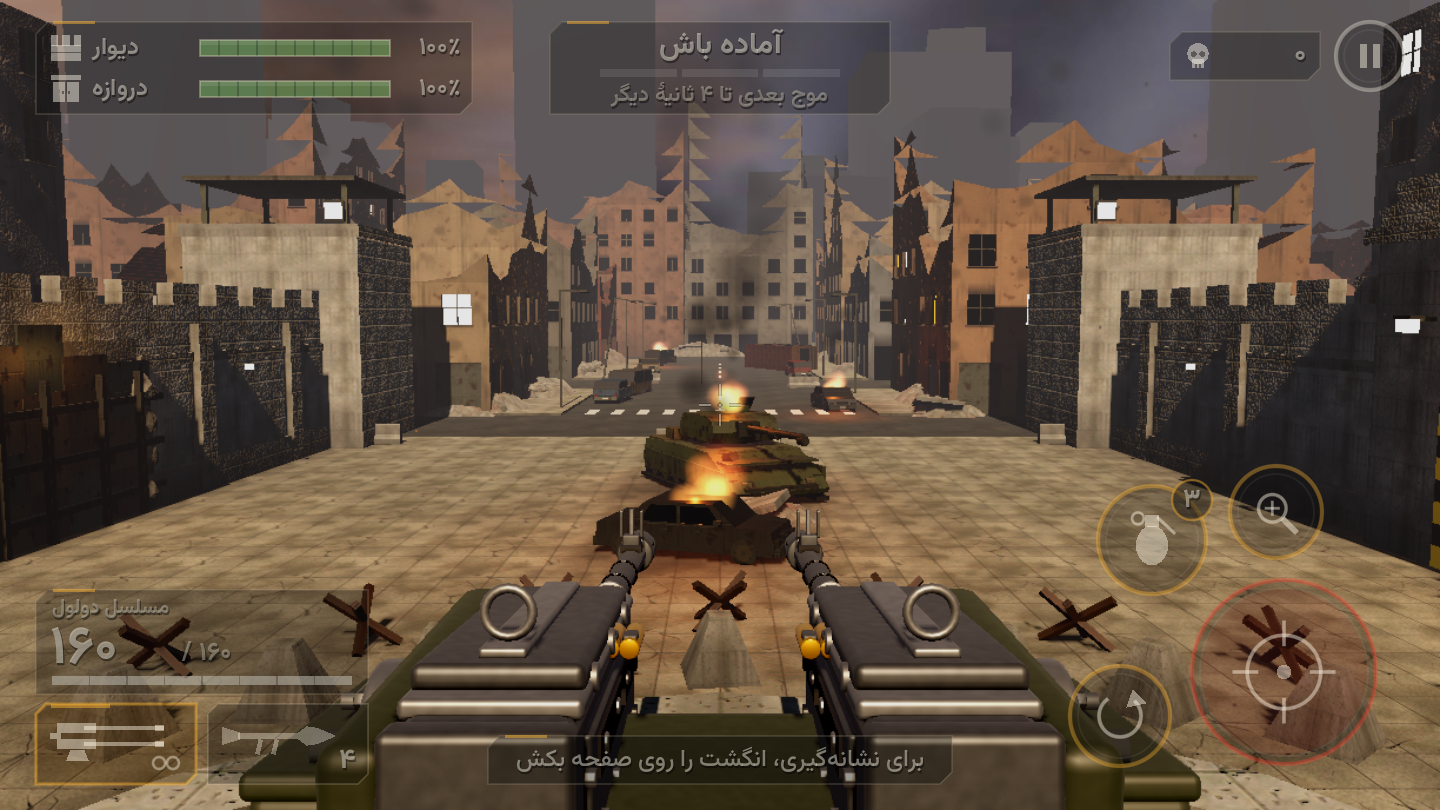 دیوار ۱۰۰٪
دروازه ۱۰۰٪
آماده باش
موج بعدی تا ۴ ثانیهٔ دیگر
۰
۳
مسلسل دولول
۱۶۰ / ۱۶۰
∞
۴
برای نشانه‌گیری، انگشت را روی صفحه بکش